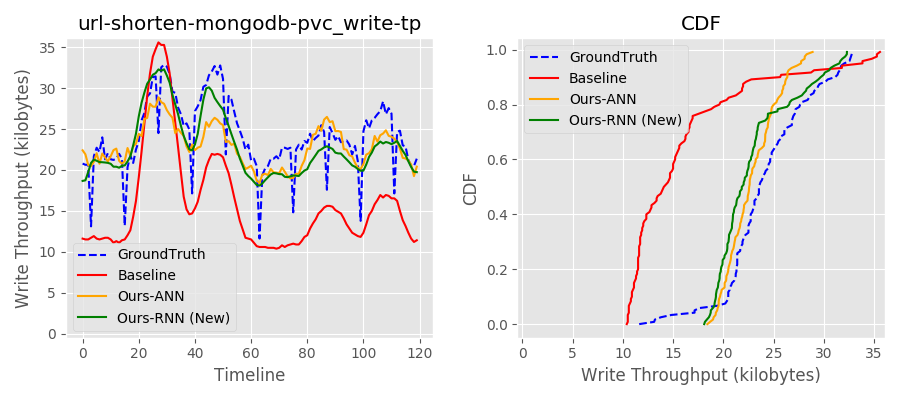 url-shorten-mongodb-pvc_write-tp
Write Throughput (kilobytes)
35
30
25
20
15
10
5
0
GroundTruth
Baseline
Ours-ANN
Ours-RNN (New)
0
20
40
60
80
100
120
Timeline
CDF
CDF
1.0
0.8
0.6
0.4
0.2
0.0
GroundTruth
Baseline
Ours-ANN
Ours-RNN (New)
0
5
10
15
20
25
30
35
Write Throughput (kilobytes)